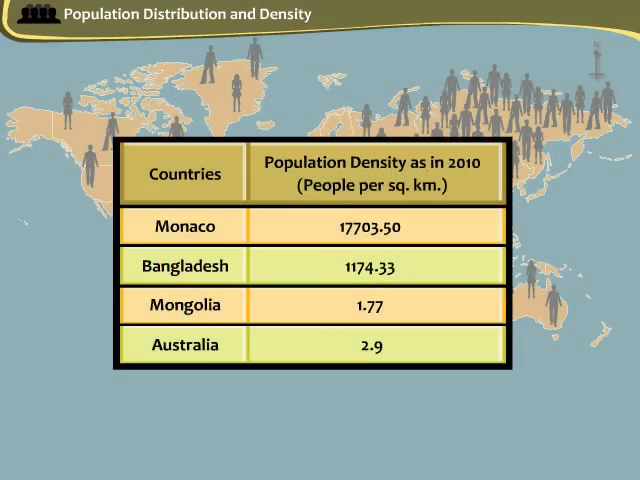 Population Distribution and Density
Countries
Population Density as in 2010
(People per sq. km.)
Monaco 17703.50
Bangladesh 1174.33
Mongolia 1.77
Australia 2.9